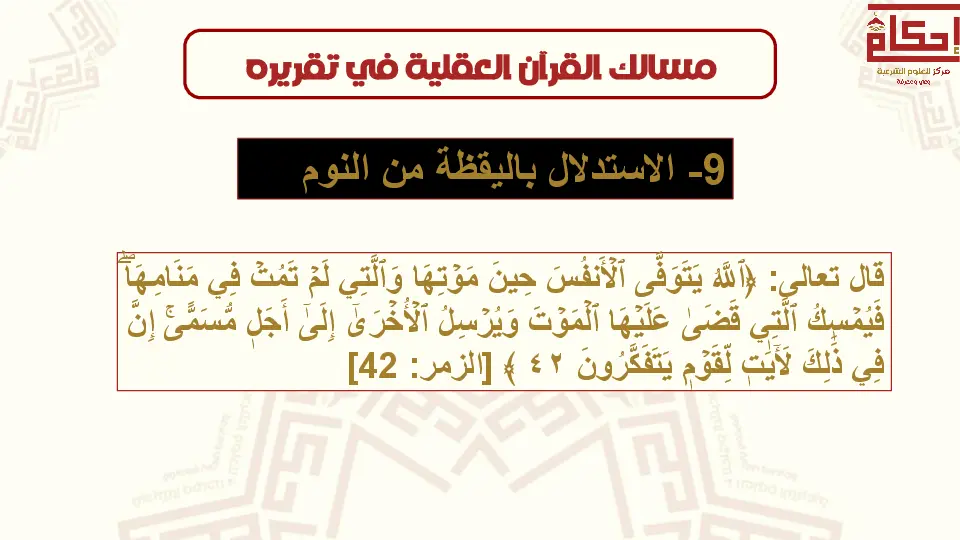 إحكام
مركز للعلوم الشرعية
وعي ومعرفة
مسالك القرآن العقلية في تقريره
9- الاستدلال باليقظة من النوم
قال تعالى: ﴿ٱللَّهُ يَتَوَفَّى ٱلۡأَنفُسَ حِينَ مَوۡتِهَا وَٱلَّتِي لَمۡ تَمُتۡ فِي مَنَامِهَاۖ
فَيُمۡسِكُ ٱلَّتِي قَضَىٰ عَلَيۡهَا ٱلۡمَوۡتَ وَيُرۡسِلُ ٱلۡأُخۡرَىٰٓ إِلَىٰٓ أَجَلٖ مُّسَمًّىۚ إِنَّ
فِي ذَٰلِكَ لَأٓيَٰتٖ لِّقَوۡمٖ يَتَفَكَّرُونَ ٤٢ ﴾ [الزمر: 42]